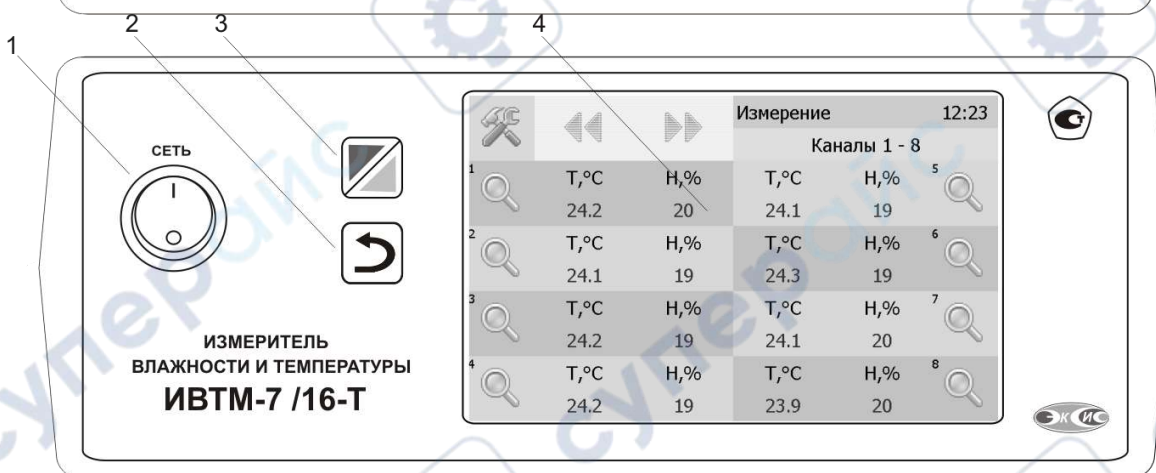 1
2
3
4
СЕТЬ
ИЗМЕРИТЕЛЬ
ВЛАЖНОСТИ И ТЕМПЕРАТУРЫ
ИВТМ-7 /16-Т
Измерение 12:23
Каналы 1 - 8
1 T,°C H,% T,°C H,% 5
24.2 20 24.1 19
2 T,°C H,% T,°C H,% 6
24.1 19 24.3 19
3 T,°C H,% T,°C H,% 7
24.2 19 24.1 20
4 T,°C H,% T,°C H,% 8
24.2 19 23.9 20
ЭКСИС
суперайс